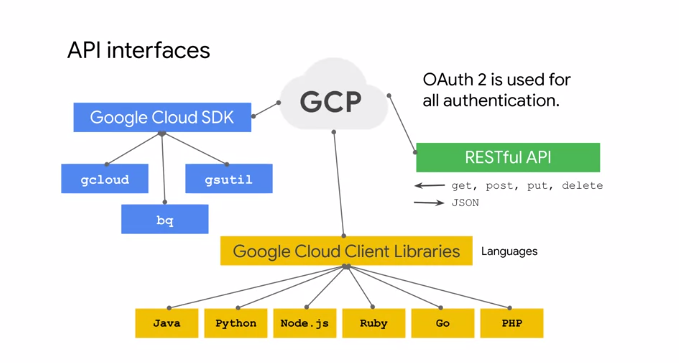 API interfaces
GCP
OAuth 2 is used for
all authentication.
Google Cloud SDK
gcloud
gsutil
bq
RESTful API
get, post, put, delete
JSON
Google Cloud Client Libraries
Languages
Java
Python
Node.js
Ruby
Go
PHP